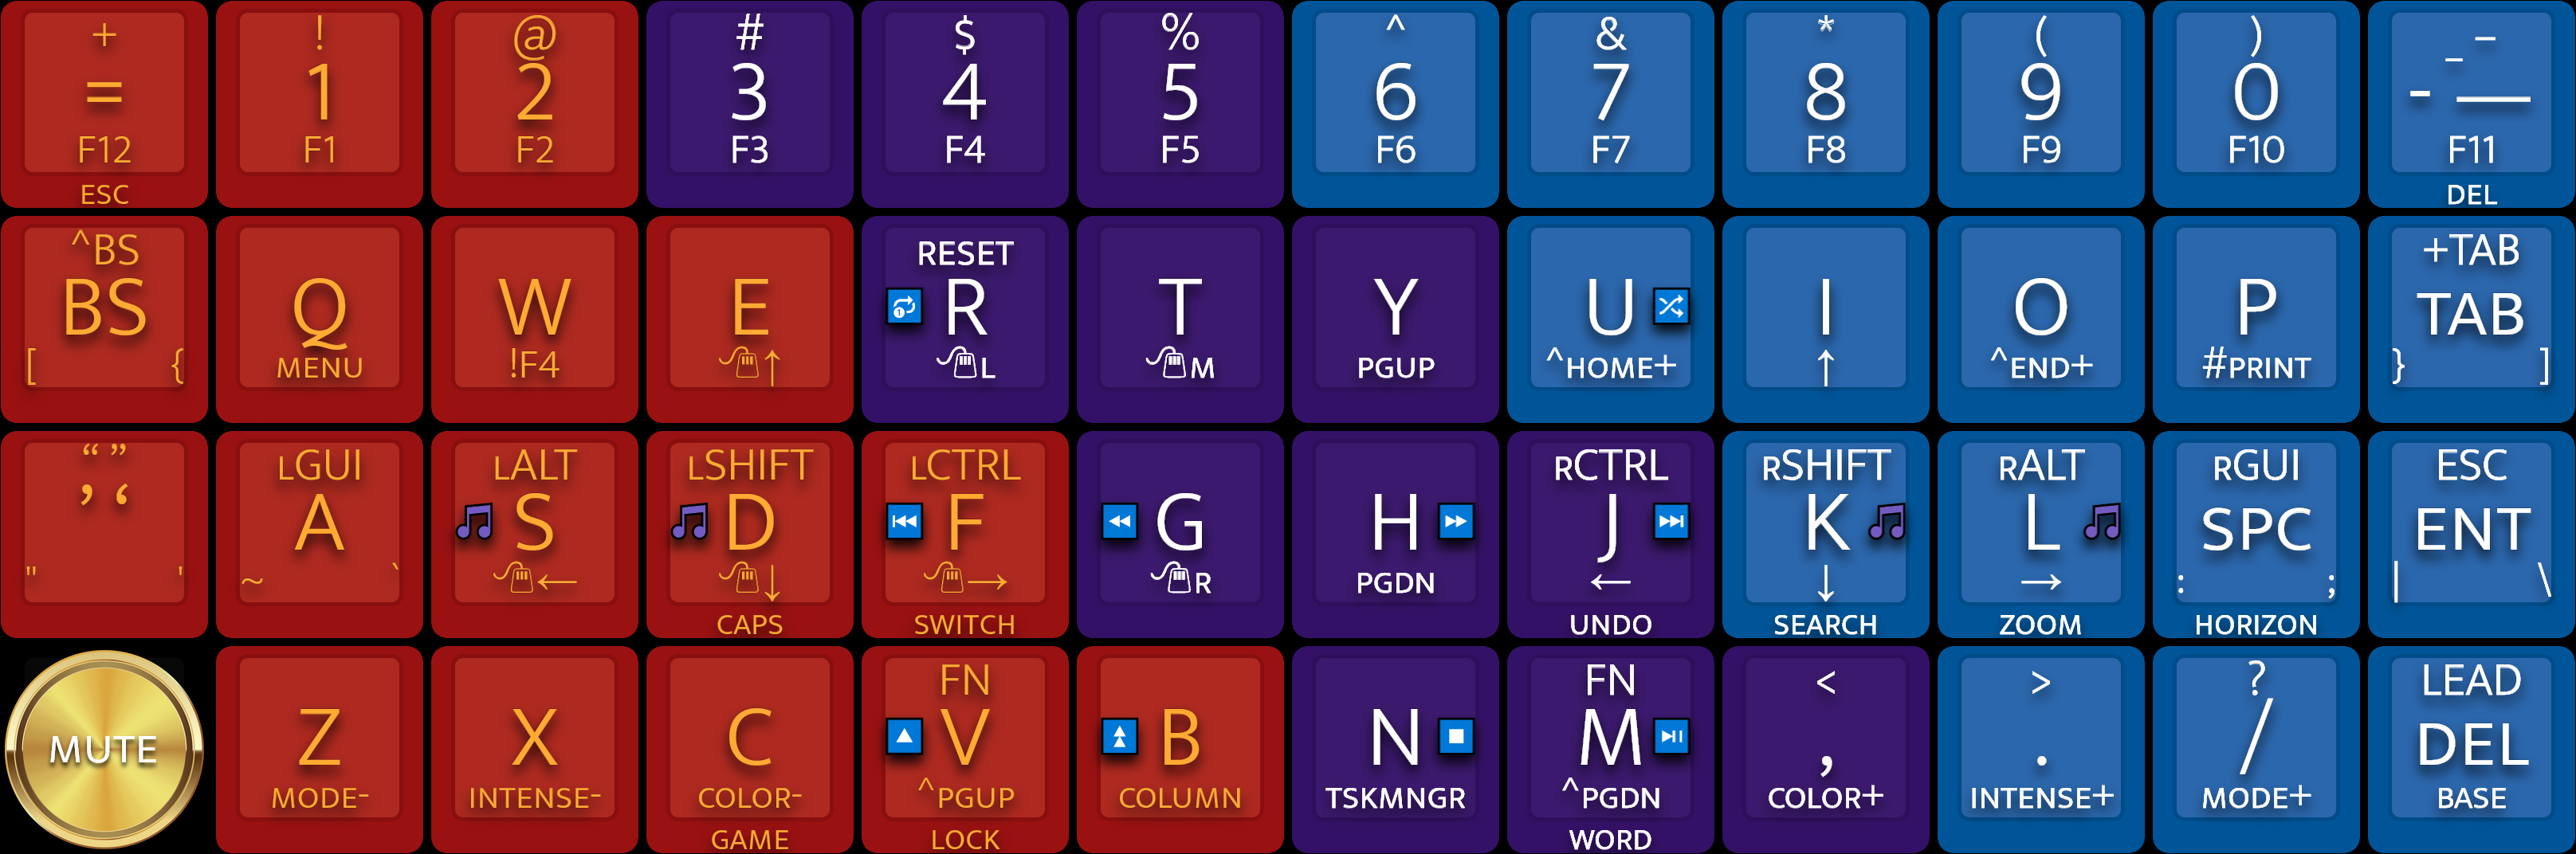 + ! @ # $ % ^ & * ( ) _ –
= 1 2 3 4 5 6 7 8 9 0 - —
F12 F1 F2 F3 F4 F5 F6 F7 F8 F9 F10 F11
ESC DEL
^BS RESET +TAB
BS Q W E R T Y U I O P TAB
[ { MENU !F4 ↑ L M PGUP ^HOME+ ↑ ^END+ #PRINT } ]
“ ” LGUI LALT LSHIFT LCTRL RCTRL RSHIFT RALT RGUI ESC
’ ‘ A S D F G H J K L SPC ENT
" ' ~ ` ← ↓ → R PGDN ← ↓ → : ; | \
CAPS SWITCH UNDO SEARCH ZOOM HORIZON
FN FN < > ? LEAD
MUTE Z X C V B N M , . / DEL
MODE- INTENSE- COLOR- ^PGUP COLUMN TSKMNGR ^PGDN COLOR+ INTENSE+ MODE+ BASE
GAME LOCK WORD